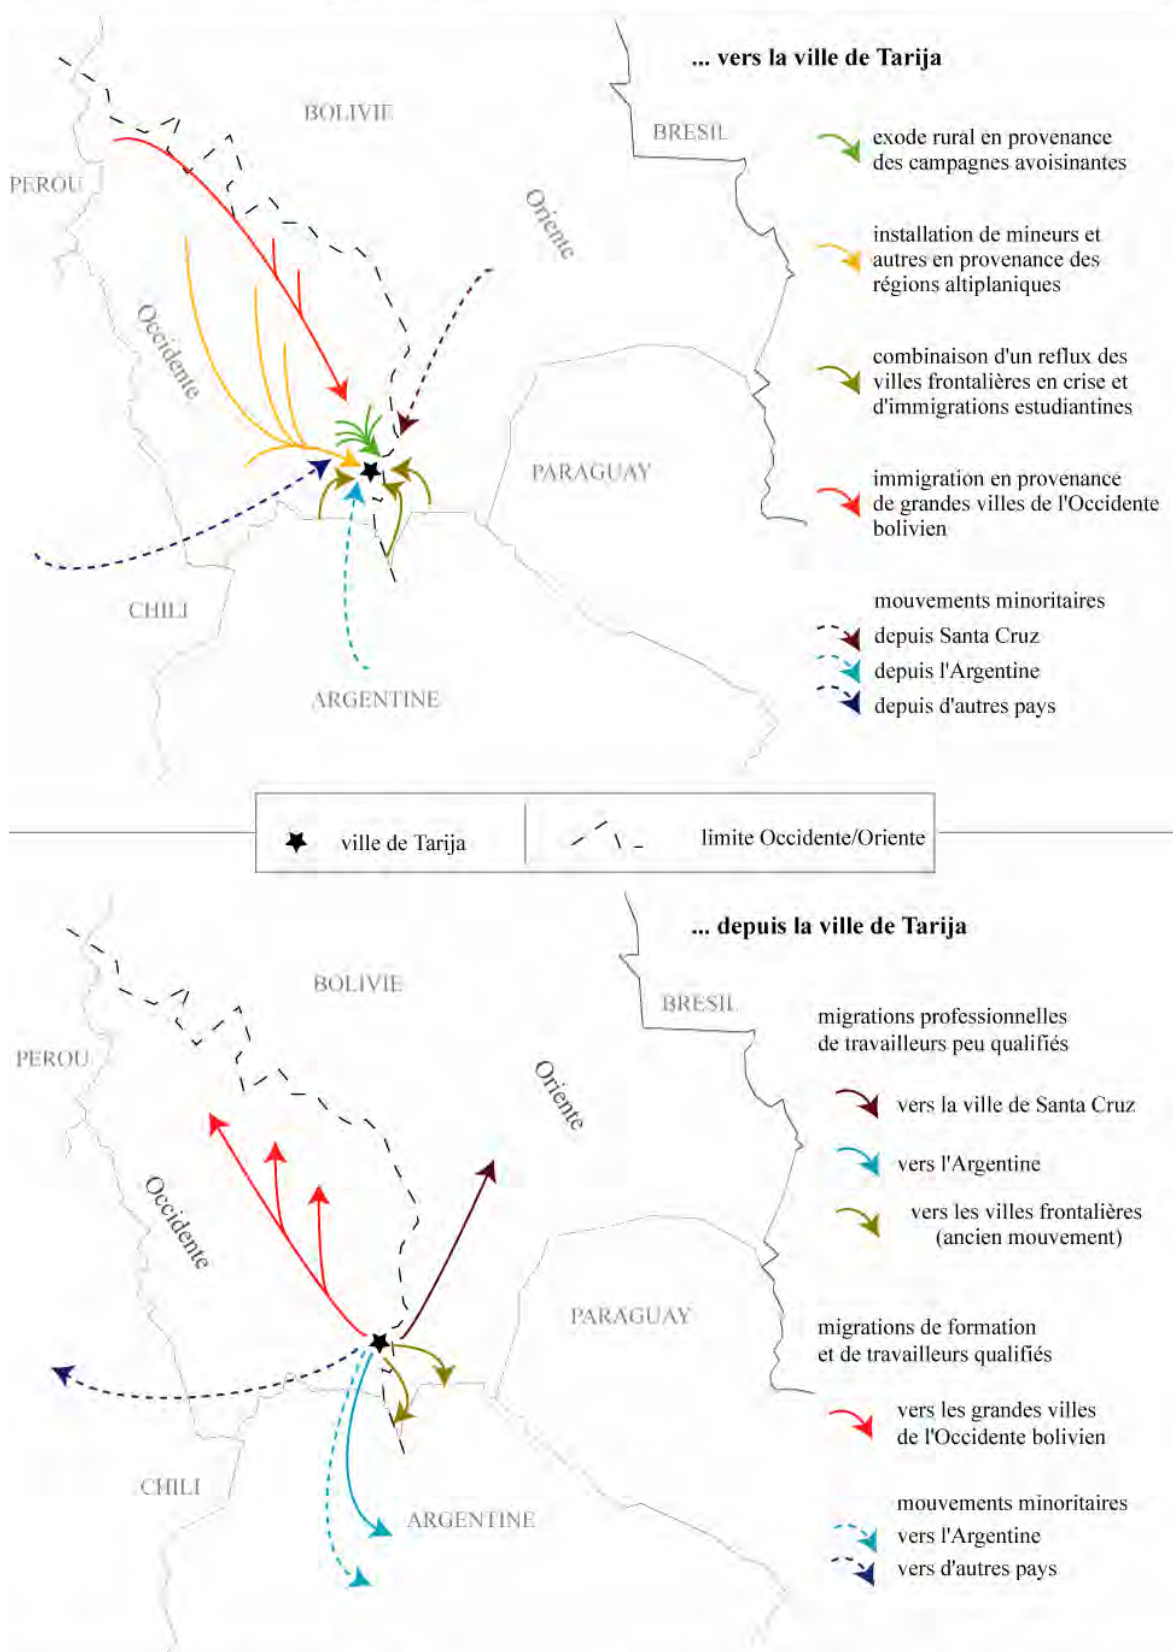 ... vers la ville de Tarija
BOLIVIE
BRESIL
PEROU
Oriente
Occidente
PARAGUAY
CHILI
ARGENTINE
exode rural en provenance
des campagnes avoisinantes
installation de mineurs et
autres en provenance des
régions altiplaniques
combinaison d'un reflux des
villes frontalières en crise et
d'immigrations estudiantines
immigration en provenance
de grandes villes de l'Occidente
bolivien
mouvements minoritaires
depuis Santa Cruz
depuis l'Argentine
depuis d'autres pays
ville de Tarija
limite Occidente/Oriente
... depuis la ville de Tarija
BOLIVIE
BRESIL
PEROU
Oriente
Occidente
PARAGUAY
CHILI
ARGENTINE
migrations professionnelles
de travailleurs peu qualifiés
vers la ville de Santa Cruz
vers l'Argentine
vers les villes frontalières
(ancien mouvement)
migrations de formation
et de travailleurs qualifiés
vers les grandes villes
de l'Occidente bolivien
mouvements minoritaires
vers l'Argentine
vers d'autres pays